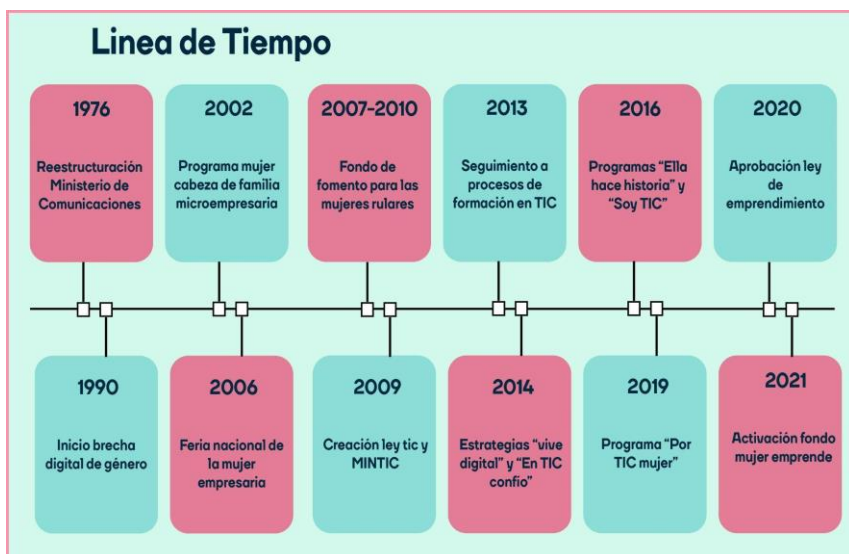 Linea de Tiempo
1976
Reestructuración
Ministerio de
Comunicaciones
2002
Programa mujer
cabeza de familia
microempresaria
2007-2010
Fondo de
fomento para las
mujeres rulares
2013
Seguimiento a
procesos de
formación en TIC
2016
Programas “Ella
hace historia” y
“Soy TIC”
2020
Aprobación ley
de
emprendimiento
1990
Inicio brecha
digital de género
2006
Feria nacional de
la mujer
empresaria
2009
Creación ley tic y
MINTIC
2014
Estrategias “vive
digital” y “En TIC
confio”
2019
Programa “Por
TIC mujer”
2021
Activación fondo
mujer emprende